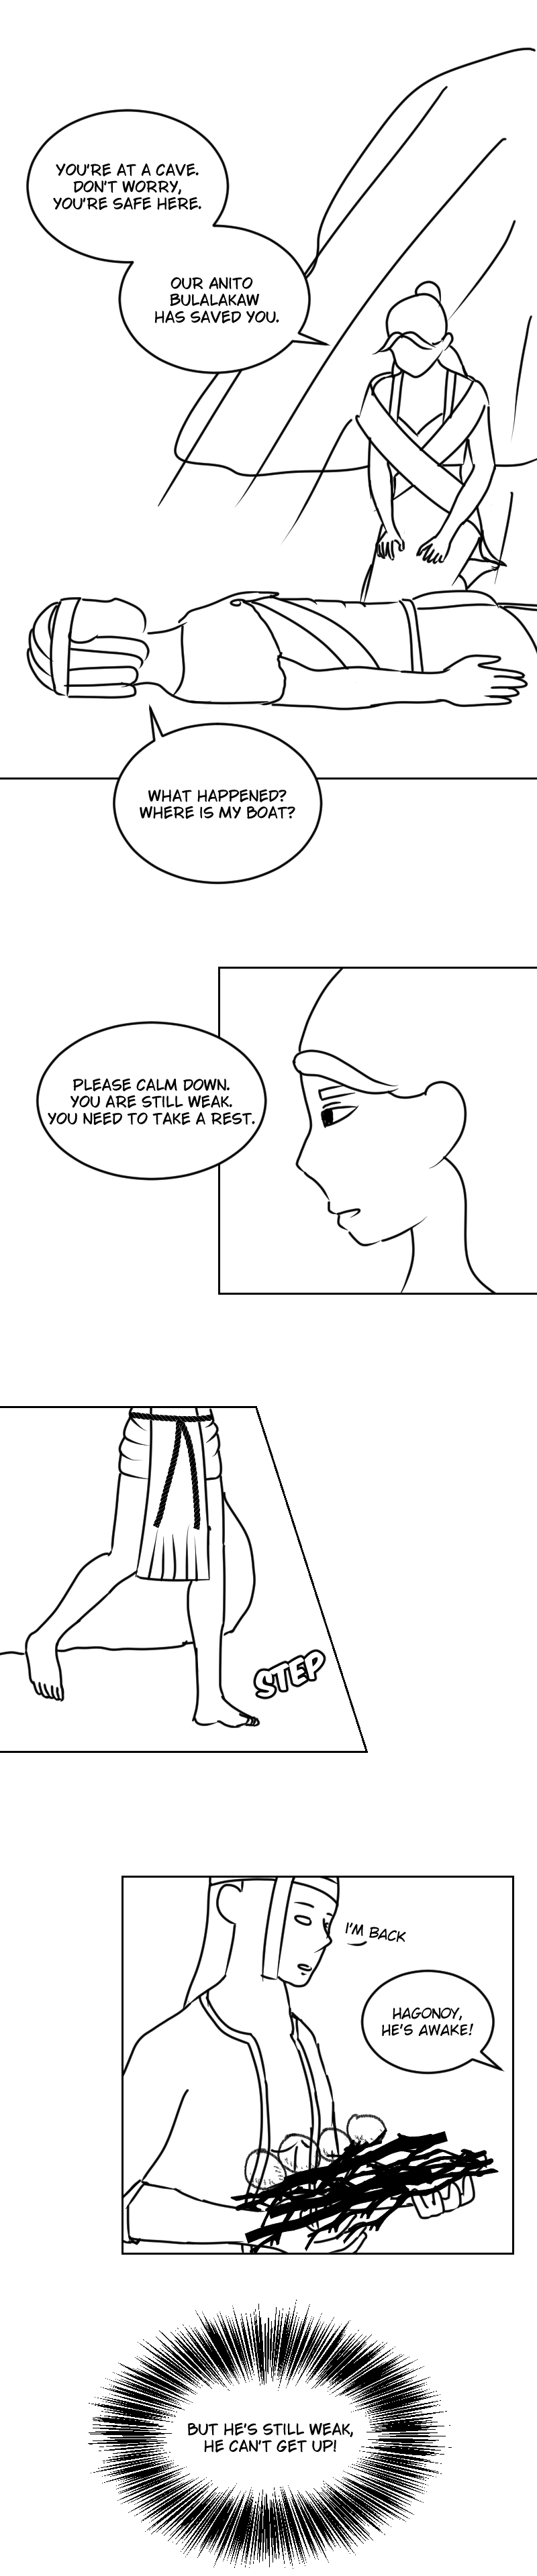 YOU'RE AT A CAVE.
DON'T WORRY,
YOU'RE SAFE HERE.
OUR ANITO
BULALAKAW
HAS SAVED YOU.
WHAT HAPPENED?
WHERE IS MY BOAT?
PLEASE CALM DOWN.
YOU ARE STILL WEAK.
YOU NEED TO TAKE A REST.
STEP
I'M BACK
HAGONOY,
HE'S AWAKE!
BUT HE'S STILL WEAK,
HE CAN'T GET UP!